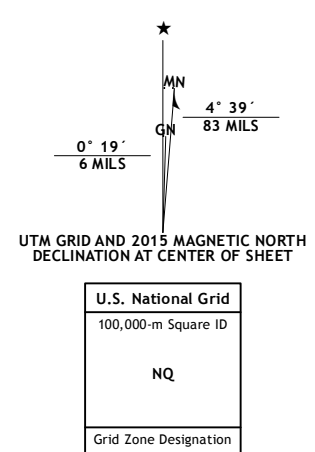 ★
MN
GN
4° 39´
83 MILS
0° 19´
6 MILS
UTM GRID AND 2015 MAGNETIC NORTH
DECLINATION AT CENTER OF SHEET
U.S. National Grid
100,000-m Square ID
NQ
Grid Zone Designation